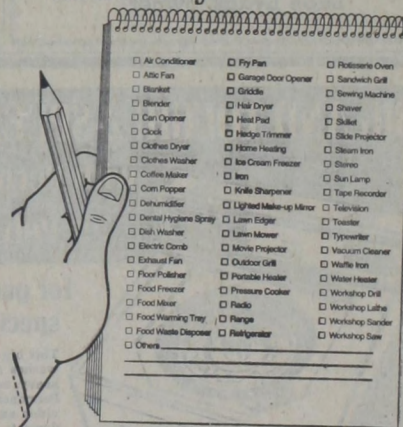 ☐ Air Conditioner
☐ Attic Fan
☐ Blanket
☐ Blender
☐ Can Opener
☐ Clock
☐ Clothes Dryer
☐ Clothes Washer
☐ Coffee Maker
☐ Corn Popper
☐ Dehumidifier
☐ Dental Hygiene Spray
☐ Dish Washer
☐ Electric Comb
☐ Exhaust Fan
☐ Floor Polisher
☐ Food Freezer
☐ Food Mixer
☐ Food Warming Tray
☐ Food Waste Disposer
☐ Others
☐ Fry Pan
☐ Garage Door Opener
☐ Griddle
☐ Hair Dryer
☐ Heat Pad
☐ Hedge Trimmer
☐ Home Heating
☐ Ice Cream Freezer
☐ Iron
☐ Knife Sharpener
☐ Lighted Make-up Mirror
☐ Lawn Edger
☐ Lawn Mower
☐ Movie Projector
☐ Outdoor Grill
☐ Portable Heater
☐ Pressure Cooker
☐ Radio
☐ Range
☐ Refrigerator
☐ Rotisserie Oven
☐ Sandwich Grill
☐ Sewing Machine
☐ Shaver
☐ Skillet
☐ Slide Projector
☐ Steam Iron
☐ Stereo
☐ Sun Lamp
☐ Tape Recorder
☐ Television
☐ Toaster
☐ Typewriter
☐ Vacuum Cleaner
☐ Waffle Iron
☐ Water Heater
☐ Workshop Drill
☐ Workshop Lathe
☐ Workshop Sander
☐ Workshop Saw